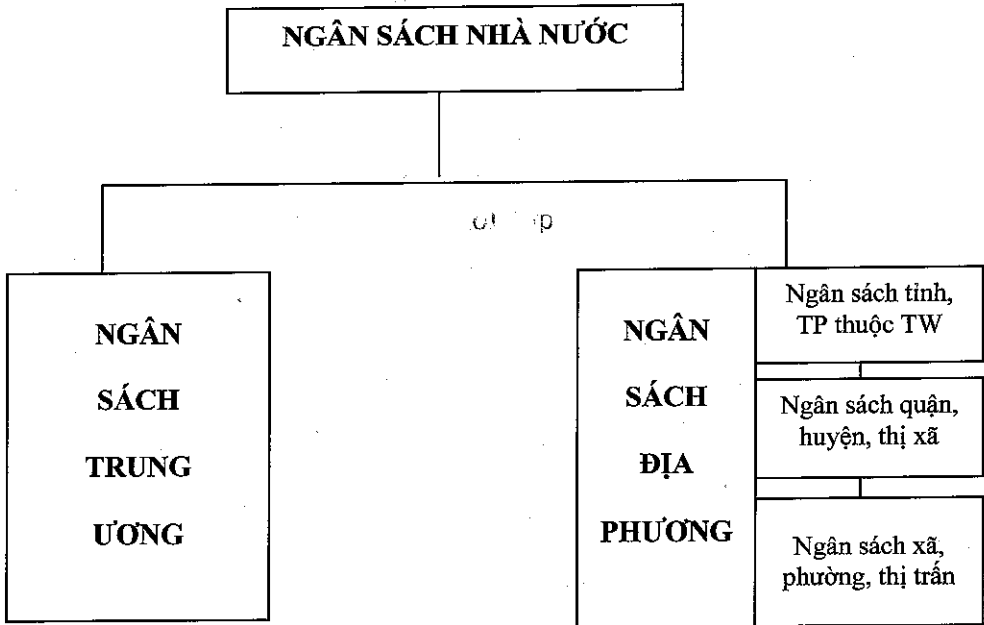 NGÂN SÁCH NHÀ NƯỚC
NGÂN
SÁCH
TRUNG
ƯƠNG
NGÂN
SÁCH
ĐỊA
PHƯƠNG
Ngân sách tỉnh,
TP thuộc TW
Ngân sách quận,
huyện, thị xã
Ngân sách xã,
phường, thị trấn